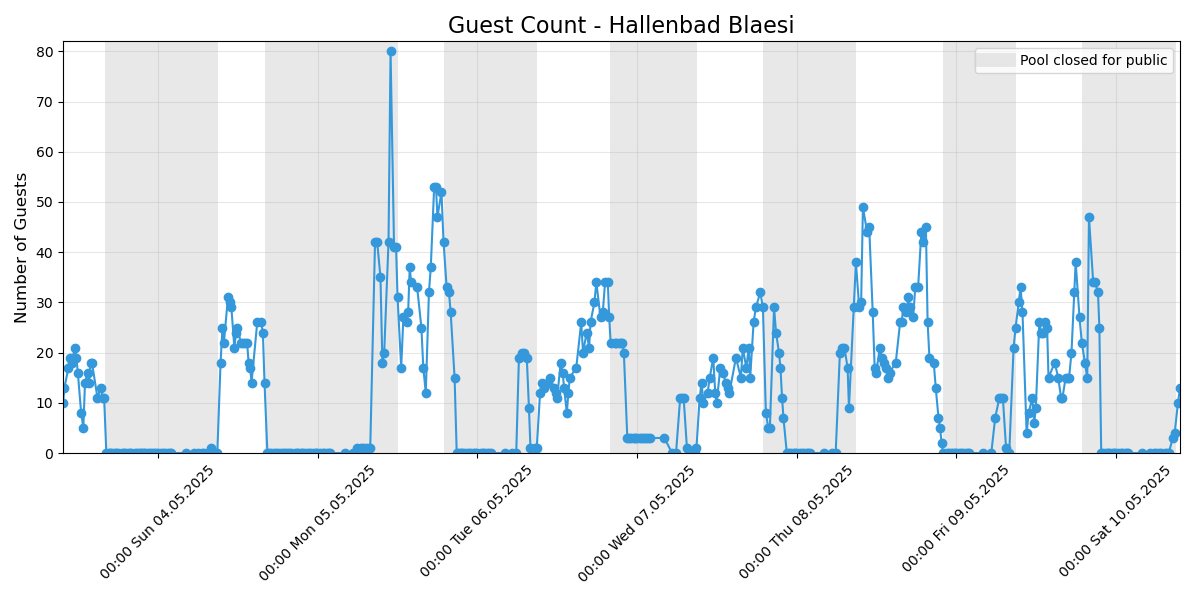 Guest Count - Hallenbad Blaesi
Pool closed for public
Number of Guests
80
70
60
50
40
30
20
10
0
00:00 Sun 04.05.2025
00:00 Mon 05.05.2025
00:00 Tue 06.05.2025
00:00 Wed 07.05.2025
00:00 Thu 08.05.2025
00:00 Fri 09.05.2025
00:00 Sat 10.05.2025